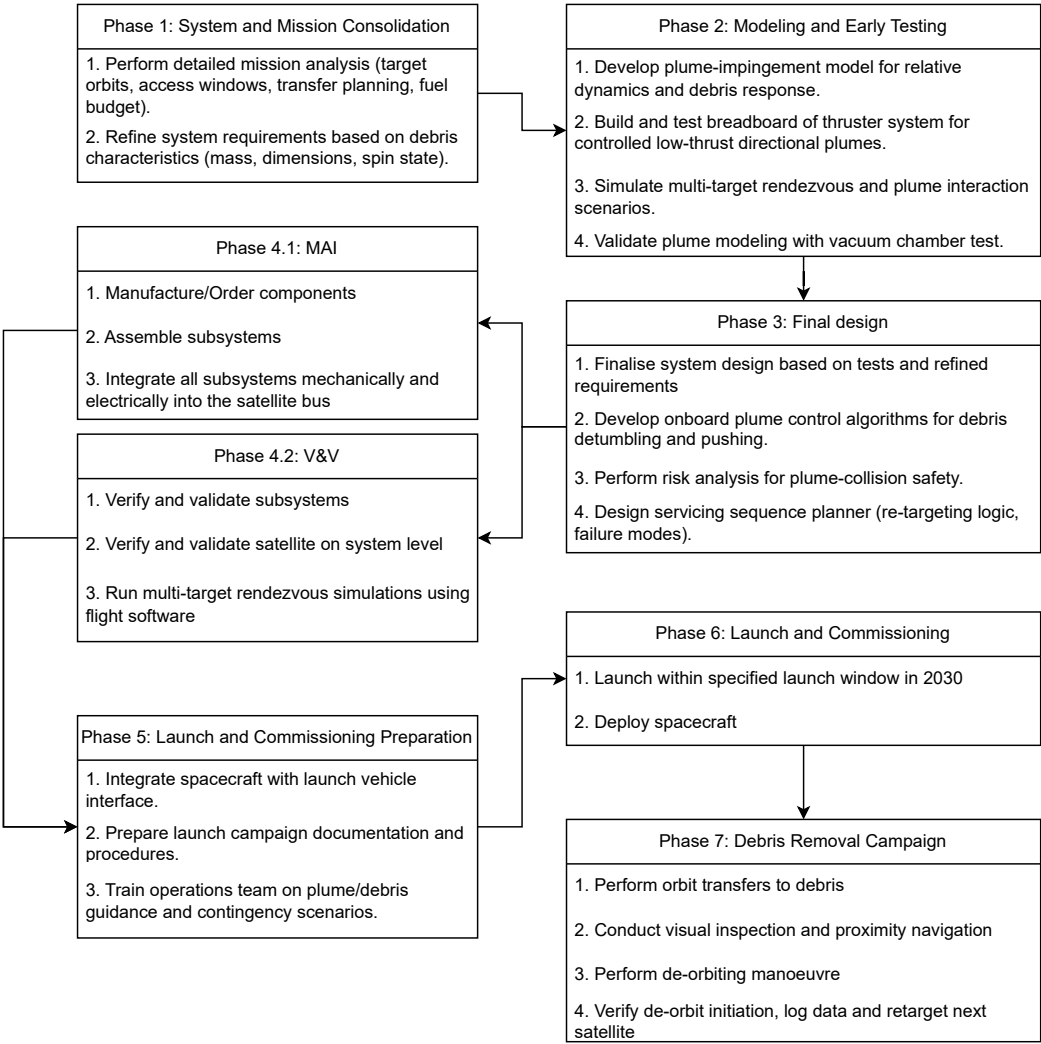 Phase 1: System and Mission Consolidation
1. Perform detailed mission analysis (target
orbits, access windows, transfer planning, fuel
budget).
2. Refine system requirements based on debris
characteristics (mass, dimensions, spin state).
Phase 2: Modeling and Early Testing
1. Develop plume-impingement model for relative
dynamics and debris response.
2. Build and test breadboard of thruster system for
controlled low-thrust directional plumes.
3. Simulate multi-target rendezvous and plume interaction
scenarios.
4. Validate plume modeling with vacuum chamber test.
Phase 3: Final design
1. Finalise system design based on tests and refined
requirements
2. Develop onboard plume control algorithms for debris
detumbling and pushing.
3. Perform risk analysis for plume-collision safety.
4. Design servicing sequence planner (re-targeting logic,
failure modes).
Phase 4.1: MAI
1. Manufacture/Order components
2. Assemble subsystems
3. Integrate all subsystems mechanically and
electrically into the satellite bus
Phase 4.2: V&V
1. Verify and validate subsystems
2. Verify and validate satellite on system level
3. Run multi-target rendezvous simulations using
flight software
Phase 5: Launch and Commissioning Preparation
1. Integrate spacecraft with launch vehicle
interface.
2. Prepare launch campaign documentation and
procedures.
3. Train operations team on plume/debris
guidance and contingency scenarios.
Phase 6: Launch and Commissioning
1. Launch within specified launch window in 2030
2. Deploy spacecraft
Phase 7: Debris Removal Campaign
1. Perform orbit transfers to debris
2. Conduct visual inspection and proximity navigation
3. Perform de-orbiting manoeuvre
4. Verify de-orbit initiation, log data and retarget next
satellite